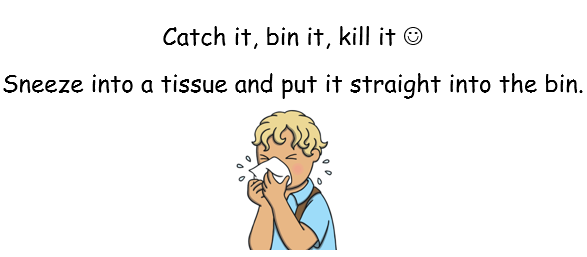 Catch it, bin it, kill it ☺
Sneeze into a tissue and put it straight into the bin.